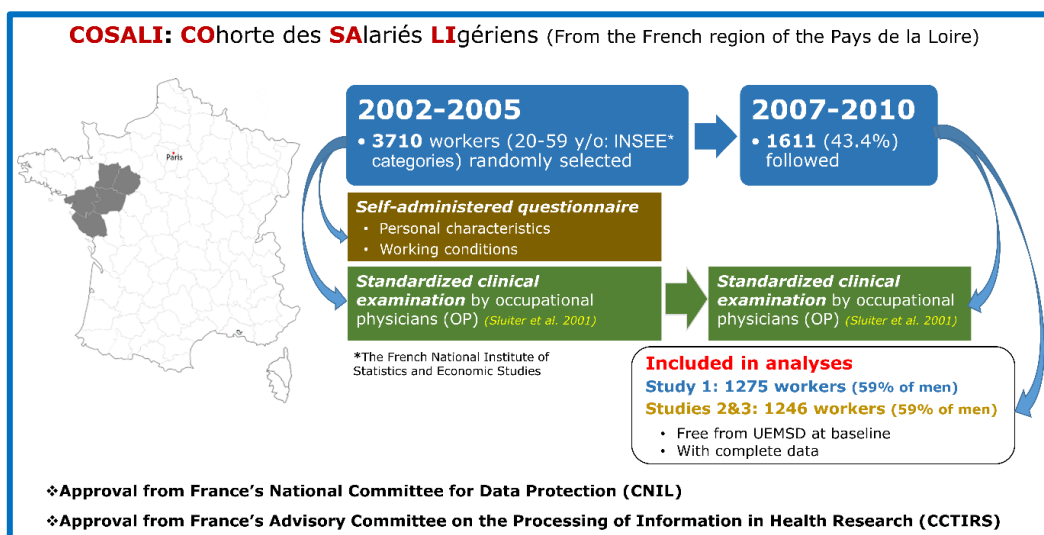 COSALI: COhorte des SAlariés LIgériens (From the French region of the Pays de la Loire)
Paris
2002-2005
• 3710 workers (20-59 y/o: INSEE*
categories) randomly selected
2007-2010
• 1611 (43.4%)
followed
Self-administered questionnaire
• Personal characteristics
• Working conditions
Standardized clinical
examination by occupational
physicians (OP) (Sluiter et al. 2001)
Standardized clinical
examination by occupational
physicians (OP) (Sluiter et al. 2001)
*The French National Institute of
Statistics and Economic Studies
Included in analyses
Study 1: 1275 workers (59% of men)
Studies 2&3: 1246 workers (59% of men)
• Free from UEMSD at baseline
• With complete data
❖Approval from France’s National Committee for Data Protection (CNIL)
❖Approval from France’s Advisory Committee on the Processing of Information in Health Research (CCTIRS)